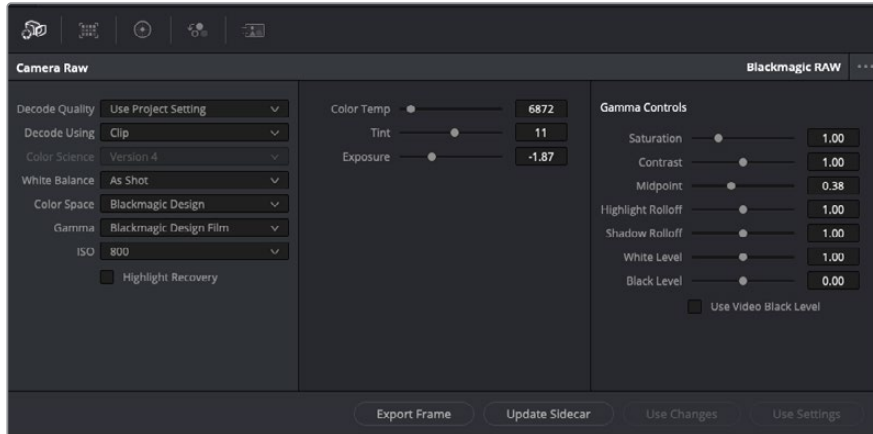 Camera Raw
Blackmagic RAW
Decode Quality Use Project Setting
Decode Using Clip
Color Science Version 4
White Balance As Shot
Color Space Blackmagic Design
Gamma Blackmagic Design Film
ISO 800
Highlight Recovery
Color Temp 6872
Tint 11
Exposure -1.87
Gamma Controls
Saturation 1.00
Contrast 1.00
Midpoint 0.38
Highlight Rolloff 1.00
Shadow Rolloff 1.00
White Level 1.00
Black Level 0.00
Use Video Black Level
Export Frame
Update Sidecar
Use Changes
Use Settings